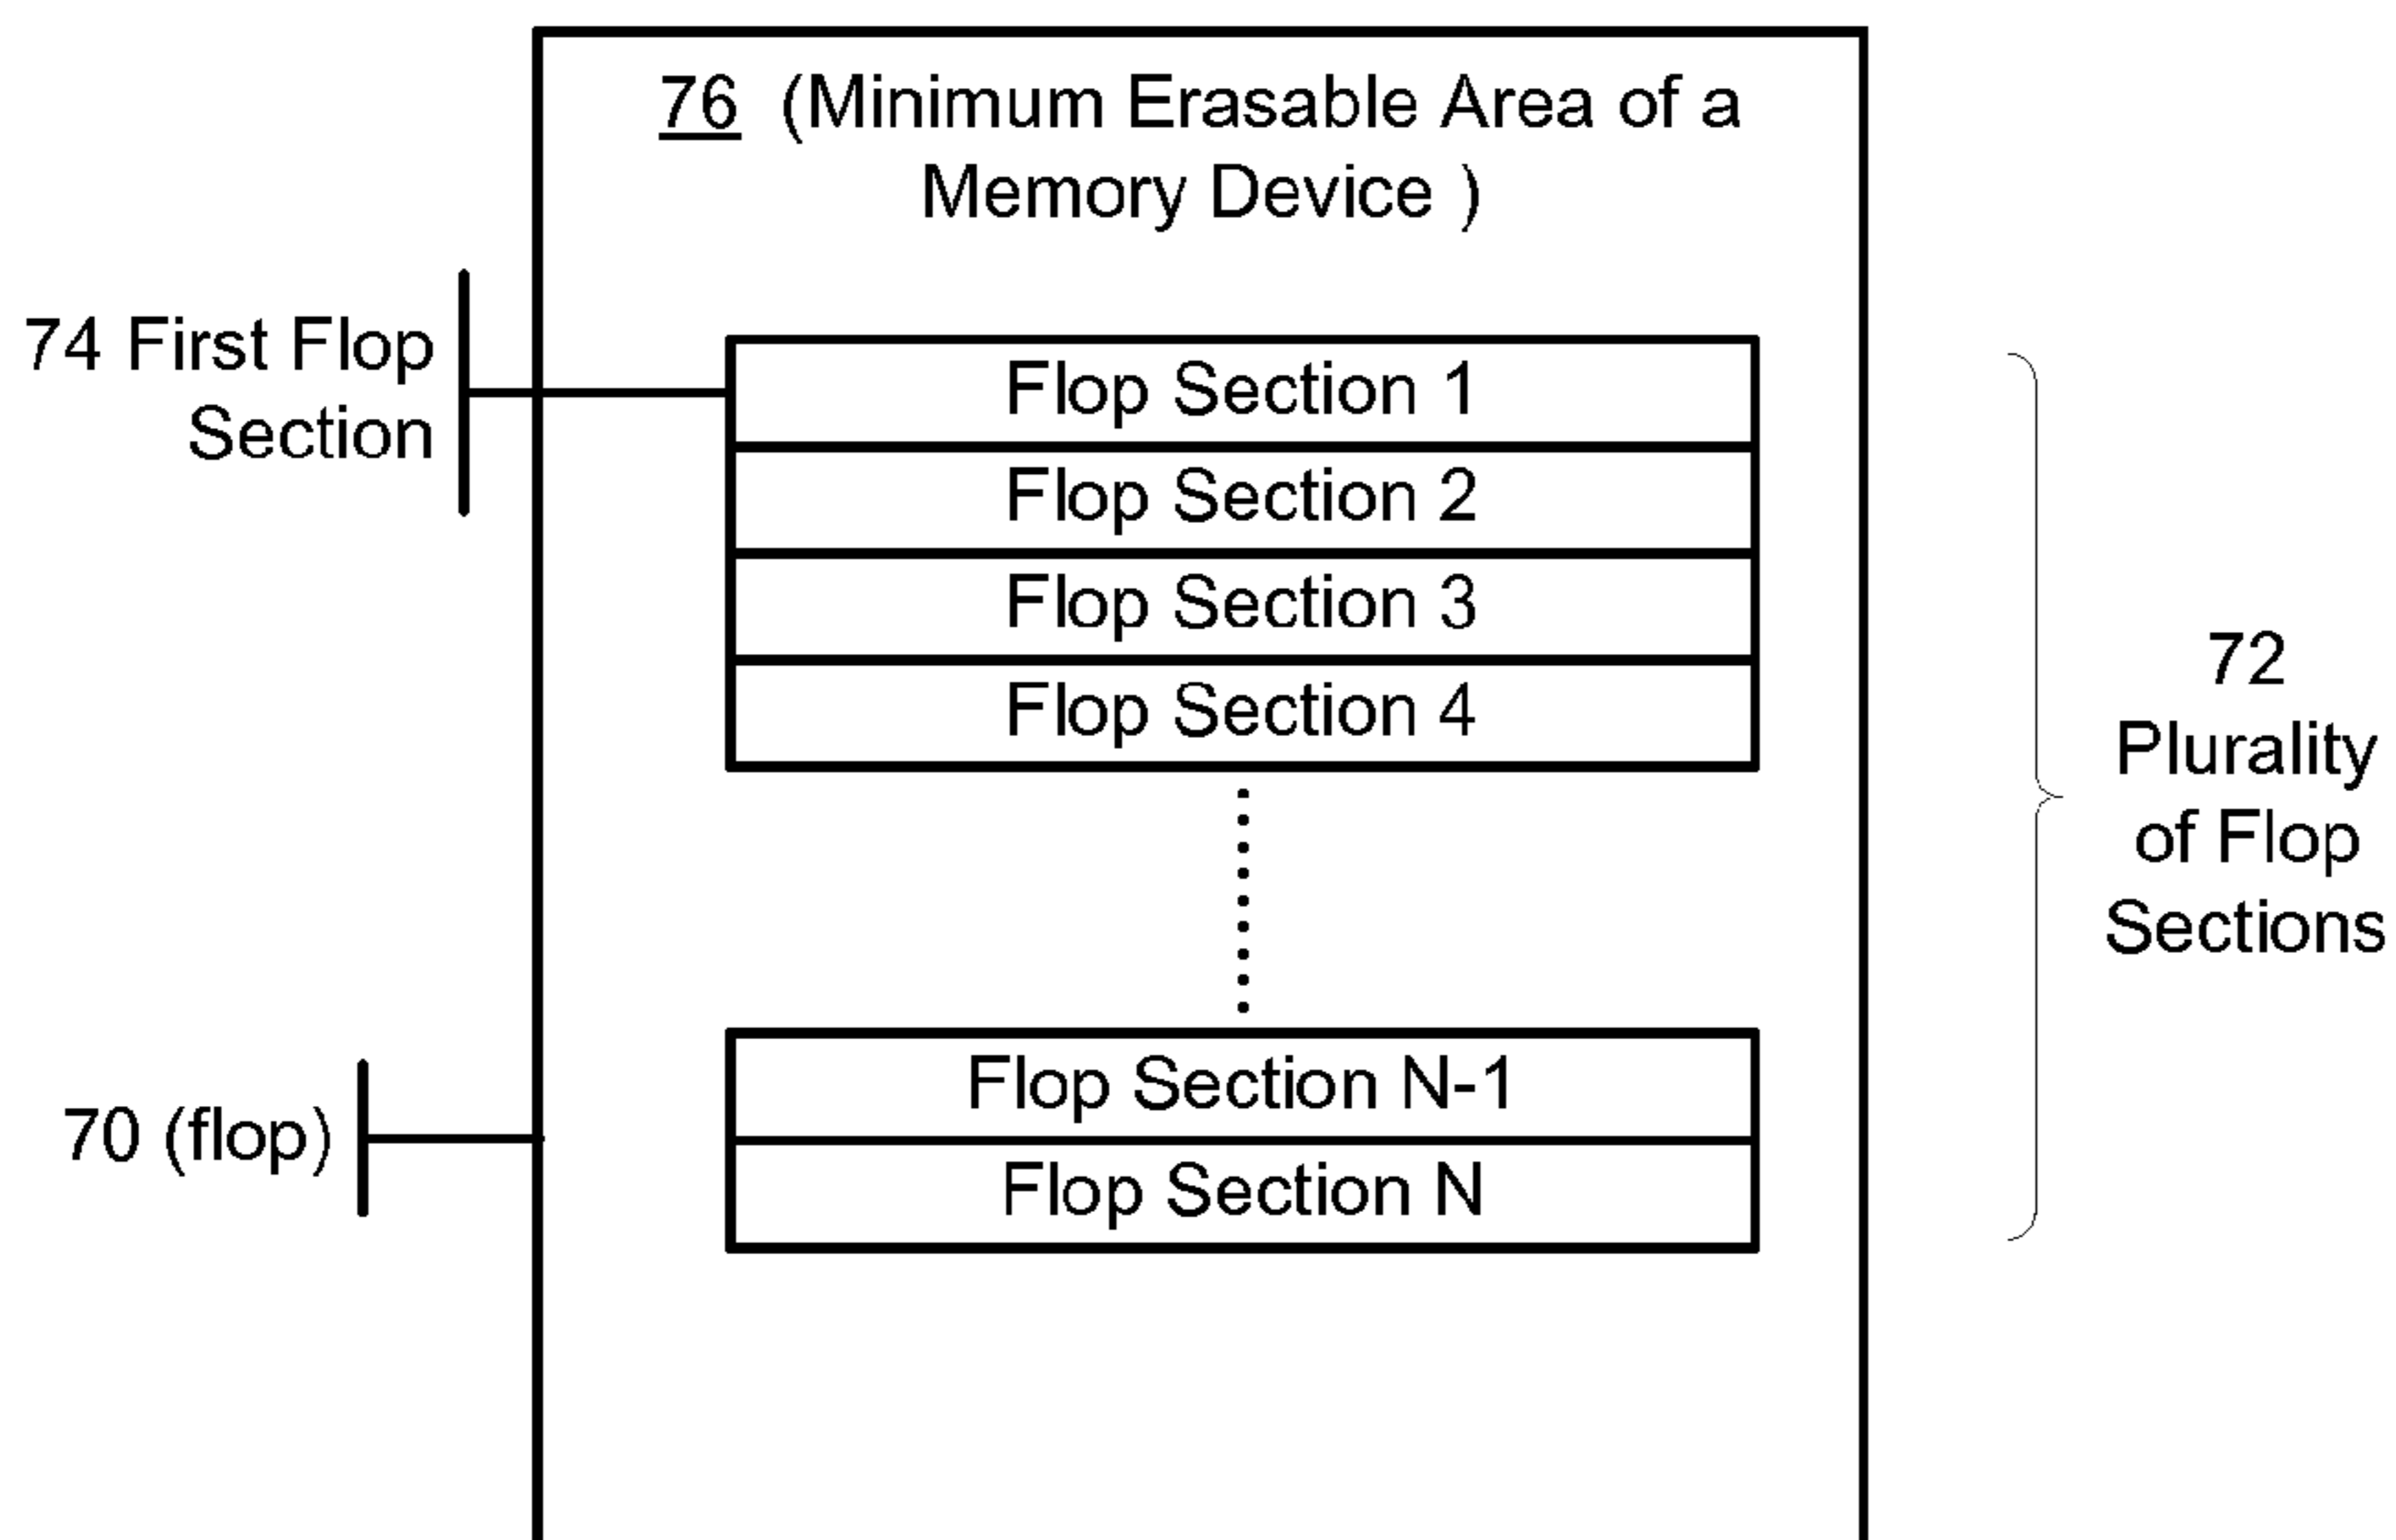 76 (Minimum Erasable Area of a
Memory Device )
74 First Flop
Section
Flop Section 1
Flop Section 2
Flop Section 3
Flop Section 4
72
Plurality
of Flop
Sections
Flop Section N-1
70 (flop)
Flop Section N